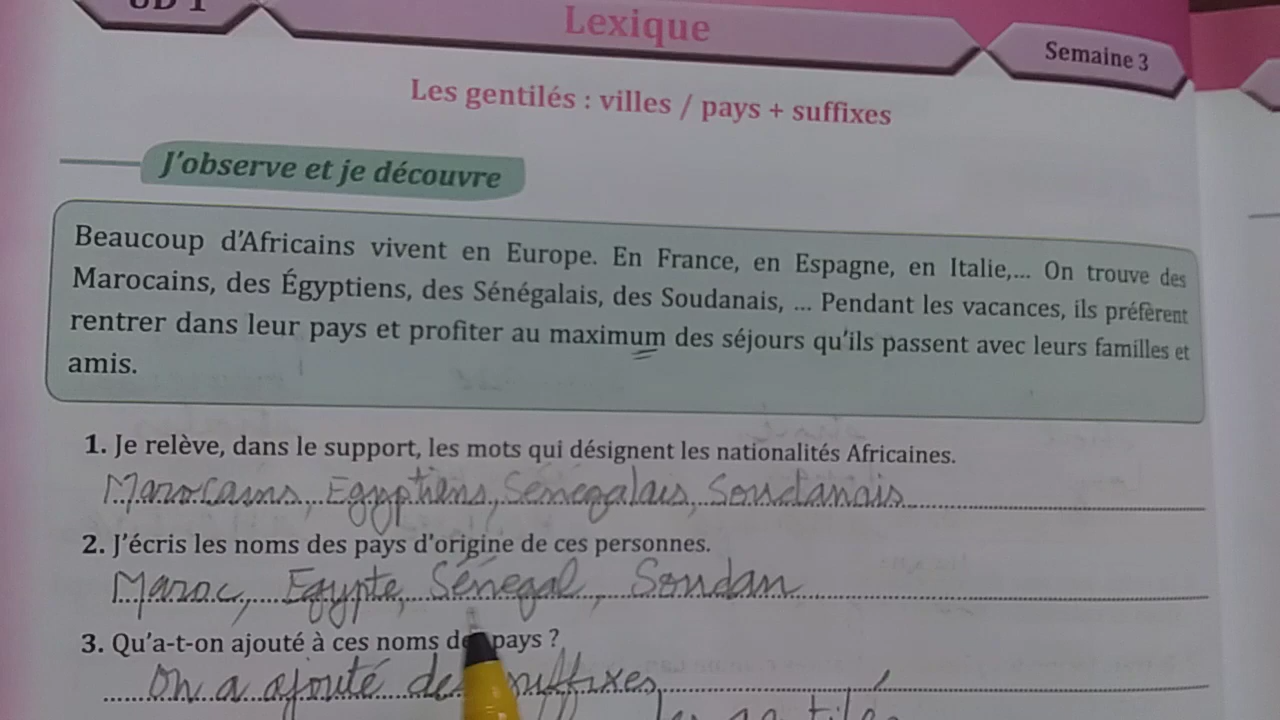 UD 1
Lexique
Semaine 3
Les gentilés : villes / pays + suffixes
J'observe et je découvre
Beaucoup d'Africains vivent en Europe. En France, en Espagne, en Italie,... On trouve des
Marocains, des Égyptiens, des Sénégalais, des Soudanais, ... Pendant les vacances, ils préfèrent
rentrer dans leur pays et profiter au maximum des séjours qu'ils passent avec leurs familles et
amis.
1. Je relève, dans le support, les mots qui désignent les nationalités Africaines.
Marocains, Egyptiens, Sénégalais, Soudanais
2. J'écris les noms des pays d'origine de ces personnes.
Maroc, Egypte, Sénégal, Soudan
3. Qu'a-t-on ajouté à ces noms de pays ?
On a ajouté des suffixes